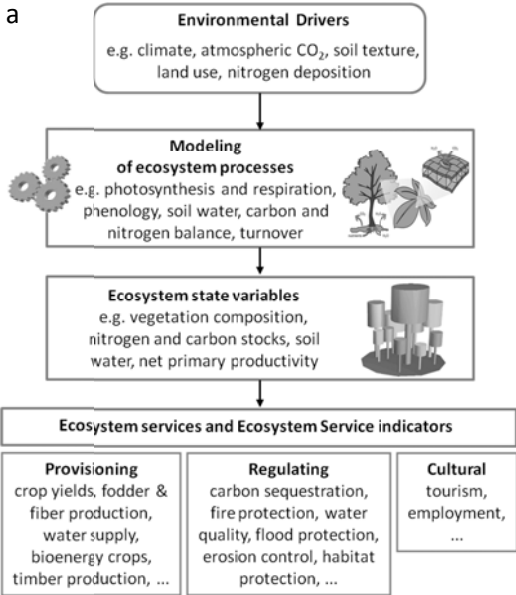 a
Environmental Drivers
e.g. climate, atmospheric CO₂, soil texture,
land use, nitrogen deposition
Modeling
of ecosystem processes
e.g. photosynthesis and respiration,
phenology, soil water, carbon and
nitrogen balance, turnover
Ecosystem state variables
e.g. vegetation composition,
nitrogen and carbon stocks, soil
water, net primary productivity
Ecosystem services and Ecosystem Service indicators
Provisioning
crop yields, fodder &
fiber production,
water supply,
bioenergy crops,
timber production, ...
Regulating
carbon sequestration,
fire protection, water
quality, flood protection,
erosion control, habitat
protection, ...
Cultural
tourism,
employment,
...